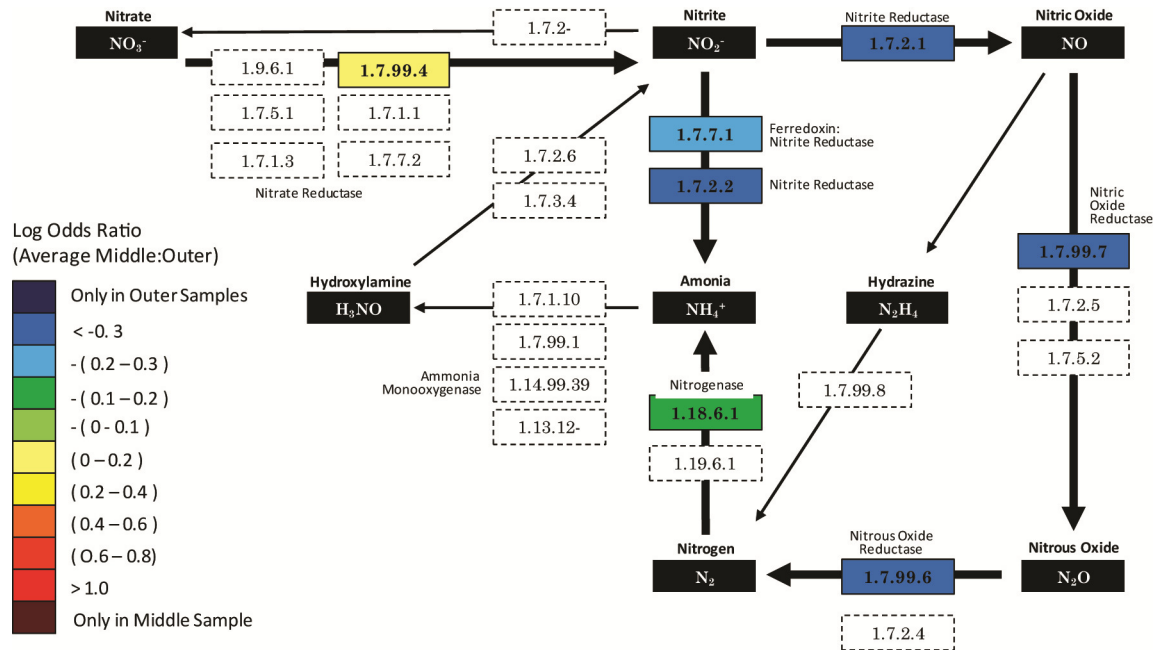 Nitrate
NO₃⁻
1.7.2-
Nitrite
NO₂⁻
Nitrite Reductase
1.7.2.1
Nitric Oxide
NO
1.9.6.1
1.7.99.4
1.7.5.1
1.7.1.1
1.7.1.3
1.7.7.2
Nitrate Reductase
1.7.2.6
1.7.3.4
1.7.7.1
Ferredoxin:
Nitrite Reductase
1.7.2.2
Nitrite Reductase
Nitric
Oxide
Reductase
1.7.99.7
1.7.2.5
1.7.5.2
Log Odds Ratio
(Average Middle:Outer)
Only in Outer Samples
< -0. 3
- ( 0.2 – 0.3 )
- (0.1 – 0.2)
- ( 0 - 0.1 )
( 0 – 0.2)
( 0.2 – 0.4 )
(0.4 – 0.6)
( O.6 – 0.8)
> 1.0
Only in Middle Sample
Hydroxylamine
H₃NO
1.7.1.10
1.7.99.1
Ammonia
Monooxygenase
1.14.99.39
1.13.12-
Amonia
NH₄⁺
Hydrazine
N₂H₄
Nitrogenase
1.18.6.1
1.19.6.1
1.7.99.8
Nitrogen
N₂
Nitrous Oxide
Reductase
1.7.99.6
1.7.2.4
Nitrous Oxide
N₂O